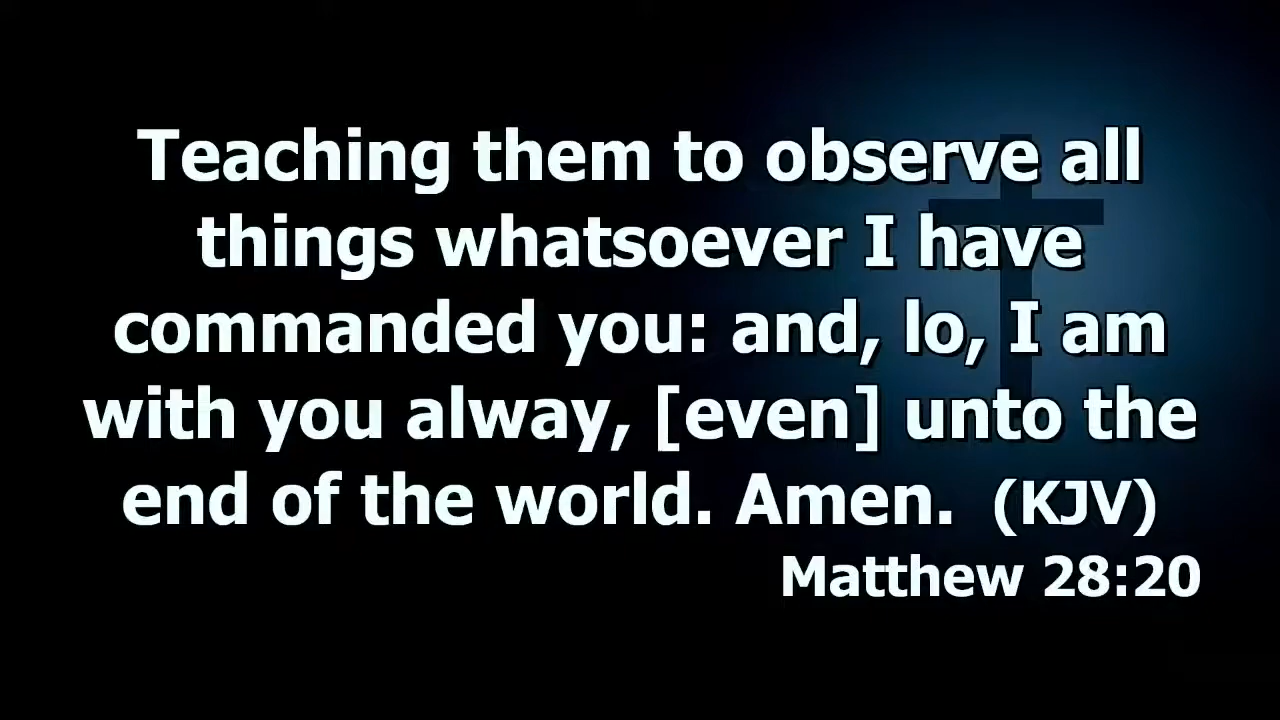 Teaching them to observe all
things whatsoever I have
commanded you: and, lo, I am
with you alway, [even] unto the
end of the world. Amen. (KJV)
Matthew 28:20